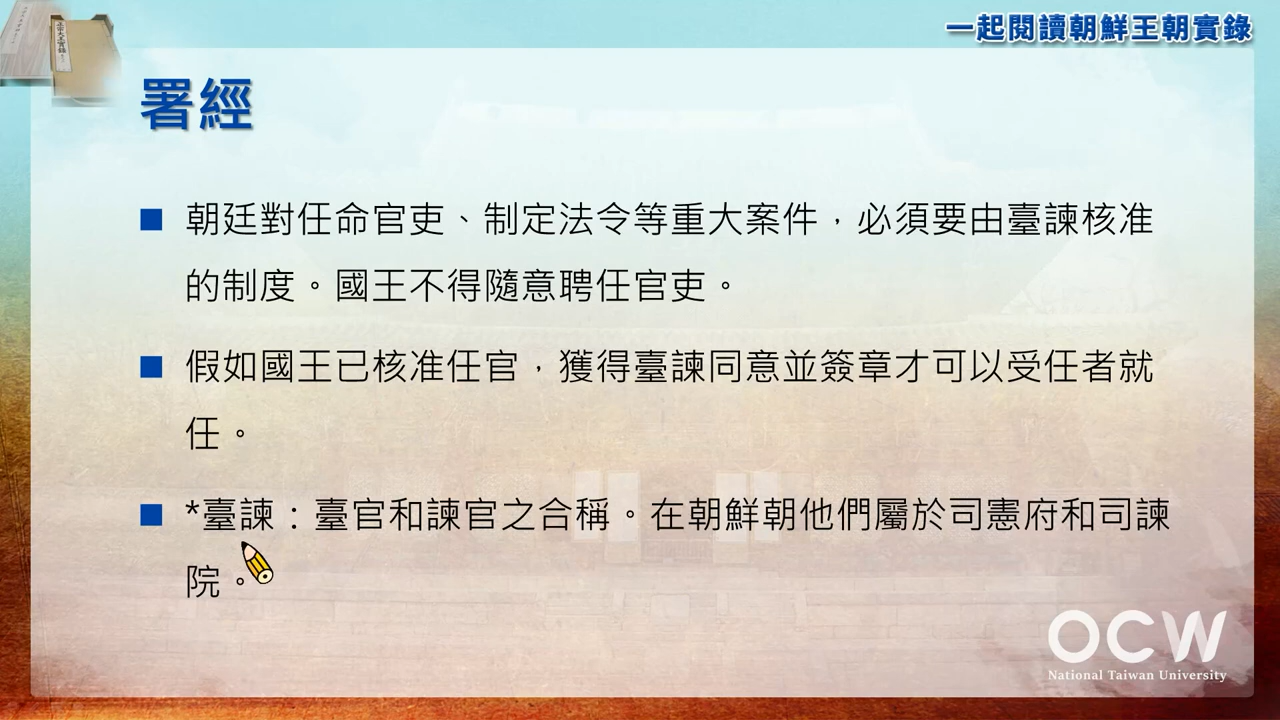 一起閱讀朝鮮王朝實錄
署經
■ 朝廷對任命官吏、制定法令等重大案件，必須要由臺諫核准
的制度。國王不得隨意聘任官吏。
■ 假如國王已核准任官，獲得臺諫同意並簽章才可以受任者就
任。
■ *臺諫：臺官和諫官之合稱。在朝鮮朝他們屬於司憲府和司諫
院。
OCW
National Taiwan University